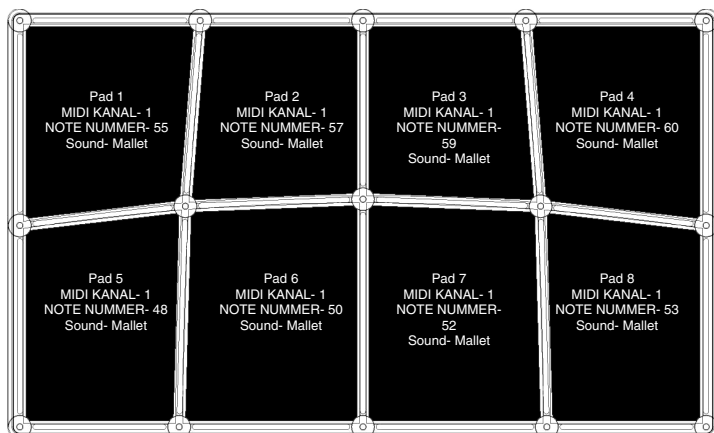 Pad 1
MIDI KANAL- 1
NOTE NUMMER- 55
Sound- Mallet
Pad 2
MIDI KANAL- 1
NOTE NUMMER- 57
Sound- Mallet
Pad 3
MIDI KANAL- 1
NOTE NUMMER-
59
Sound- Mallet
Pad 4
MIDI KANAL- 1
NOTE NUMMER- 60
Sound- Mallet
Pad 5
MIDI KANAL- 1
NOTE NUMMER- 48
Sound- Mallet
Pad 6
MIDI KANAL- 1
NOTE NUMMER- 50
Sound- Mallet
Pad 7
MIDI KANAL- 1
NOTE NUMMER-
52
Sound- Mallet
Pad 8
MIDI KANAL- 1
NOTE NUMMER- 53
Sound- Mallet